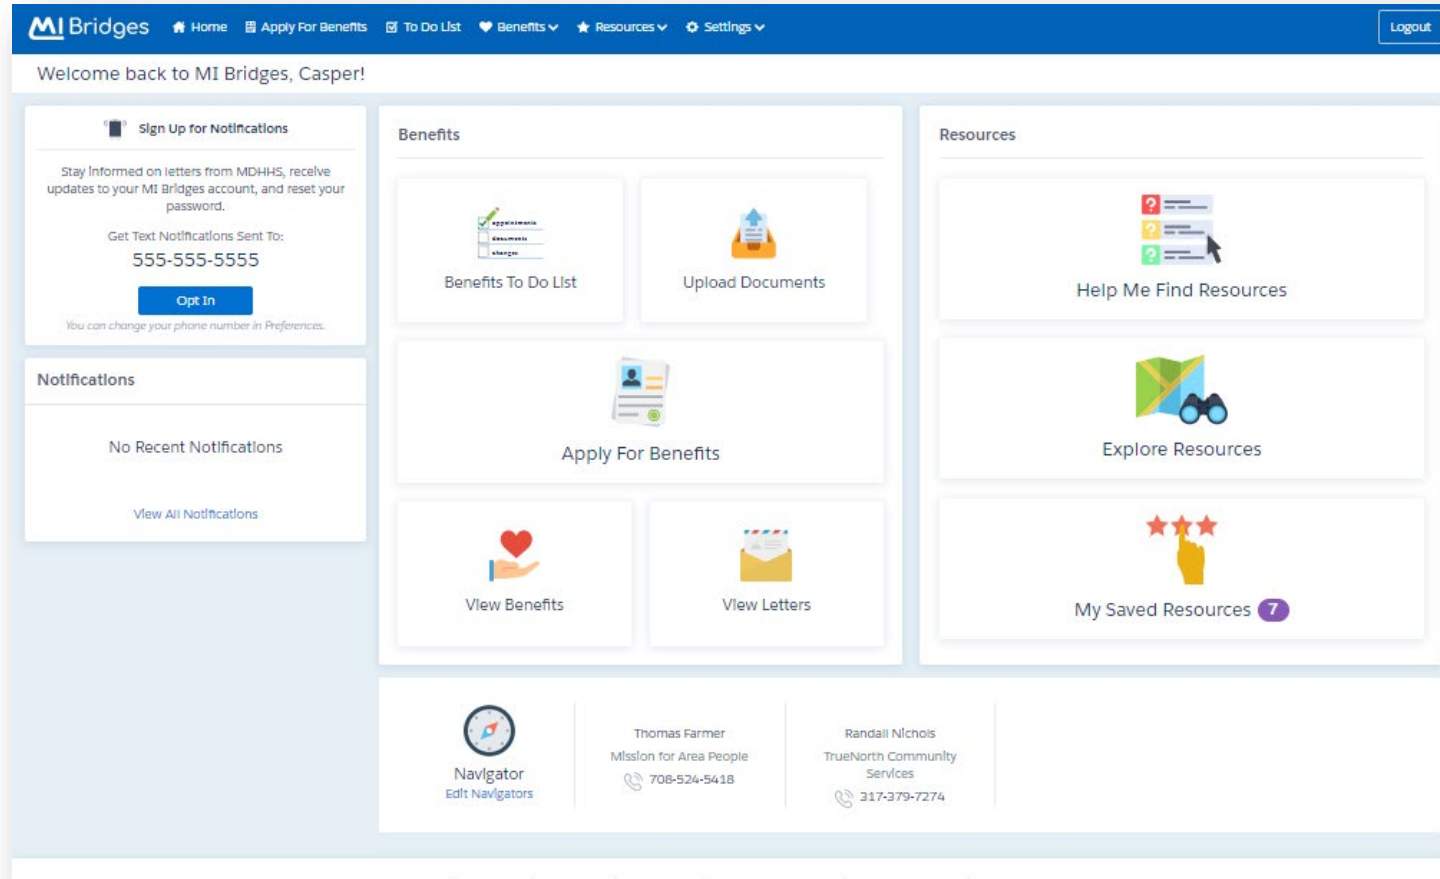 MI Bridges Home Apply For Benefits To Do List Benefits Resources Settings Logout
Welcome back to MI Bridges, Casper!
Sign Up for Notifications
Stay informed on letters from MDHHS, receive
updates to your MI Bridges account, and reset your
password.
Get Text Notifications Sent To:
555-555-5555
Opt In
You can change your phone number in Preferences.
Notifications
No Recent Notifications
View All Notifications
Benefits
appointments
documents
changes
Benefits To Do List
Upload Documents
Apply For Benefits
View Benefits
View Letters
Resources
? 
?
?
Help Me Find Resources
Explore Resources
My Saved Resources 7
Navigator
Edit Navigators
Thomas Farmer
Mission for Area People
708-524-5418
Randall Nichols
TrueNorth Community
Services
317-379-7274